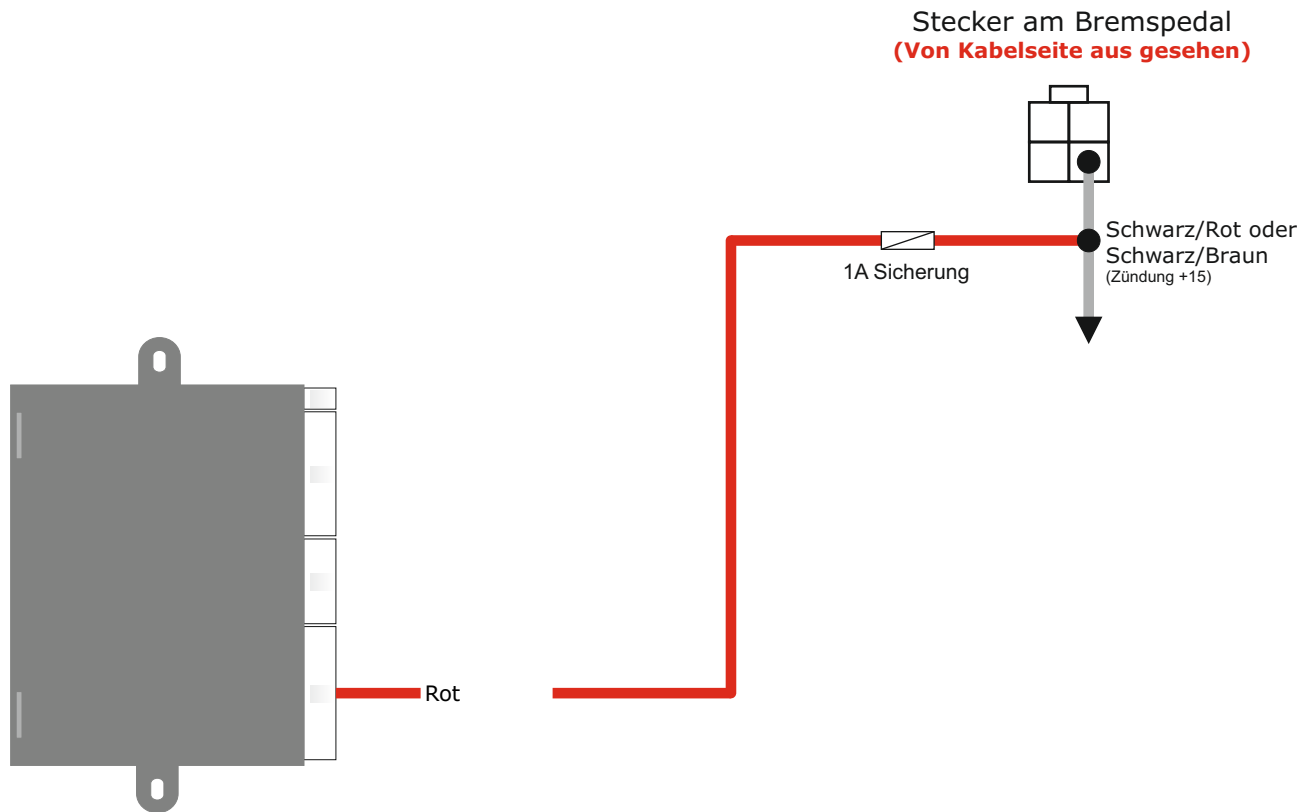 Stecker am Bremspedal
(Von Kabelseite aus gesehen)
Schwarz/Rot oder
Schwarz/Braun
(Zündung +15)
1A Sicherung
Rot